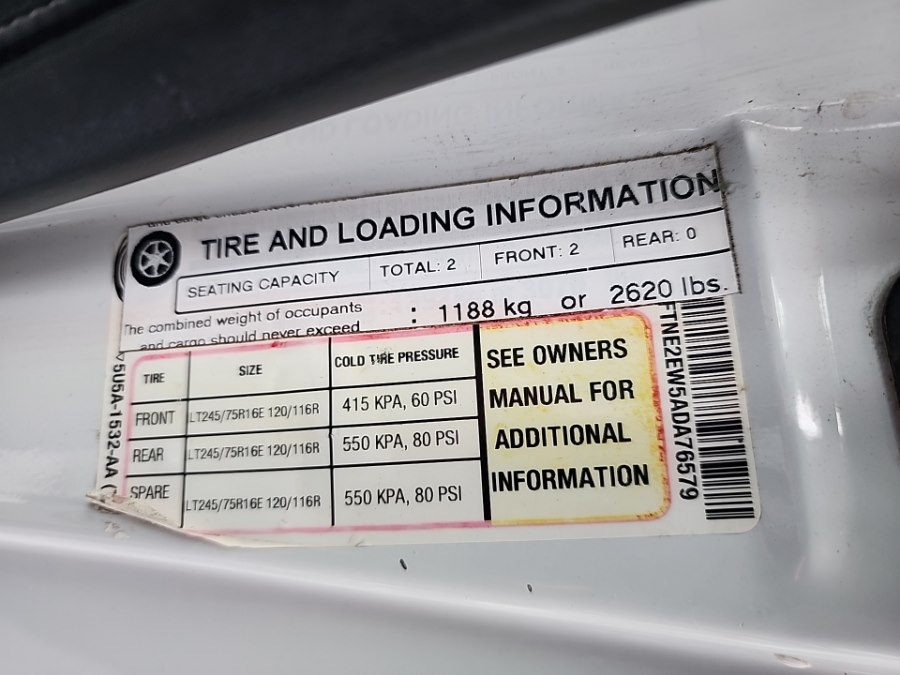 TIRE AND LOADING INFORMATION
SEATING CAPACITY TOTAL: 2 FRONT: 2 REAR: 0
The combined weight of occupants
and cargo should never exceed : 1188 kg or 2620 lbs.
TIRE SIZE COLD TIRE PRESSURE
FRONT LT245/75R16E 120/116R 415 KPA, 60 PSI
REAR LT245/75R16E 120/116R 550 KPA, 80 PSI
SPARE LT245/75R16E 120/116R 550 KPA, 80 PSI
SEE OWNERS
MANUAL FOR
ADDITIONAL
INFORMATION
5U5A-1532-AA
FTNE2EW5ADA76579